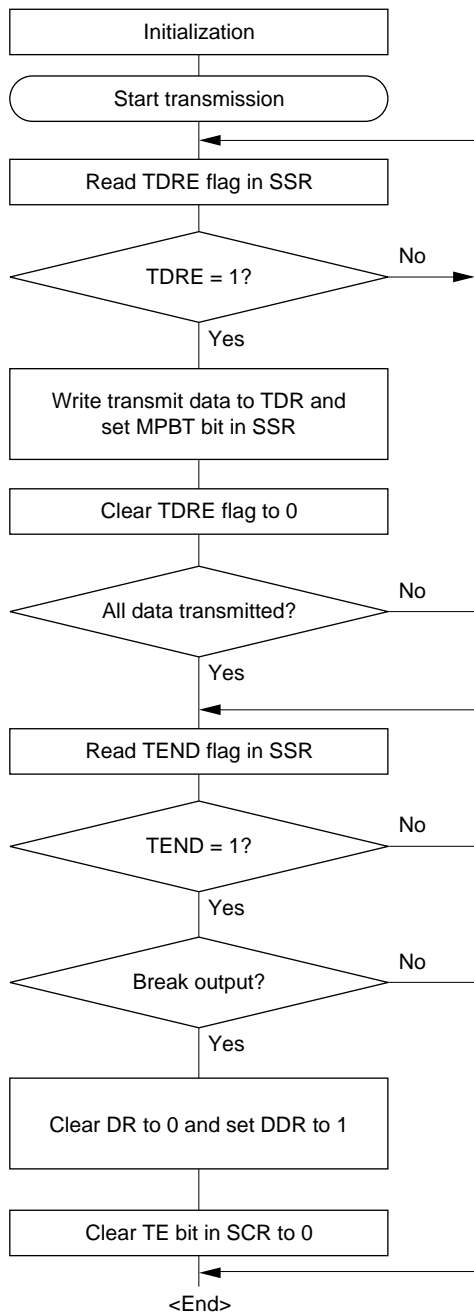 Initialization
Start transmission
Read TDRE flag in SSR
TDRE = 1?
No
Yes
Write transmit data to TDR and
set MPBT bit in SSR
Clear TDRE flag to 0
All data transmitted?
No
Yes
Read TEND flag in SSR
TEND = 1?
No
Yes
Break output?
No
Yes
Clear DR to 0 and set DDR to 1
Clear TE bit in SCR to 0
<End>